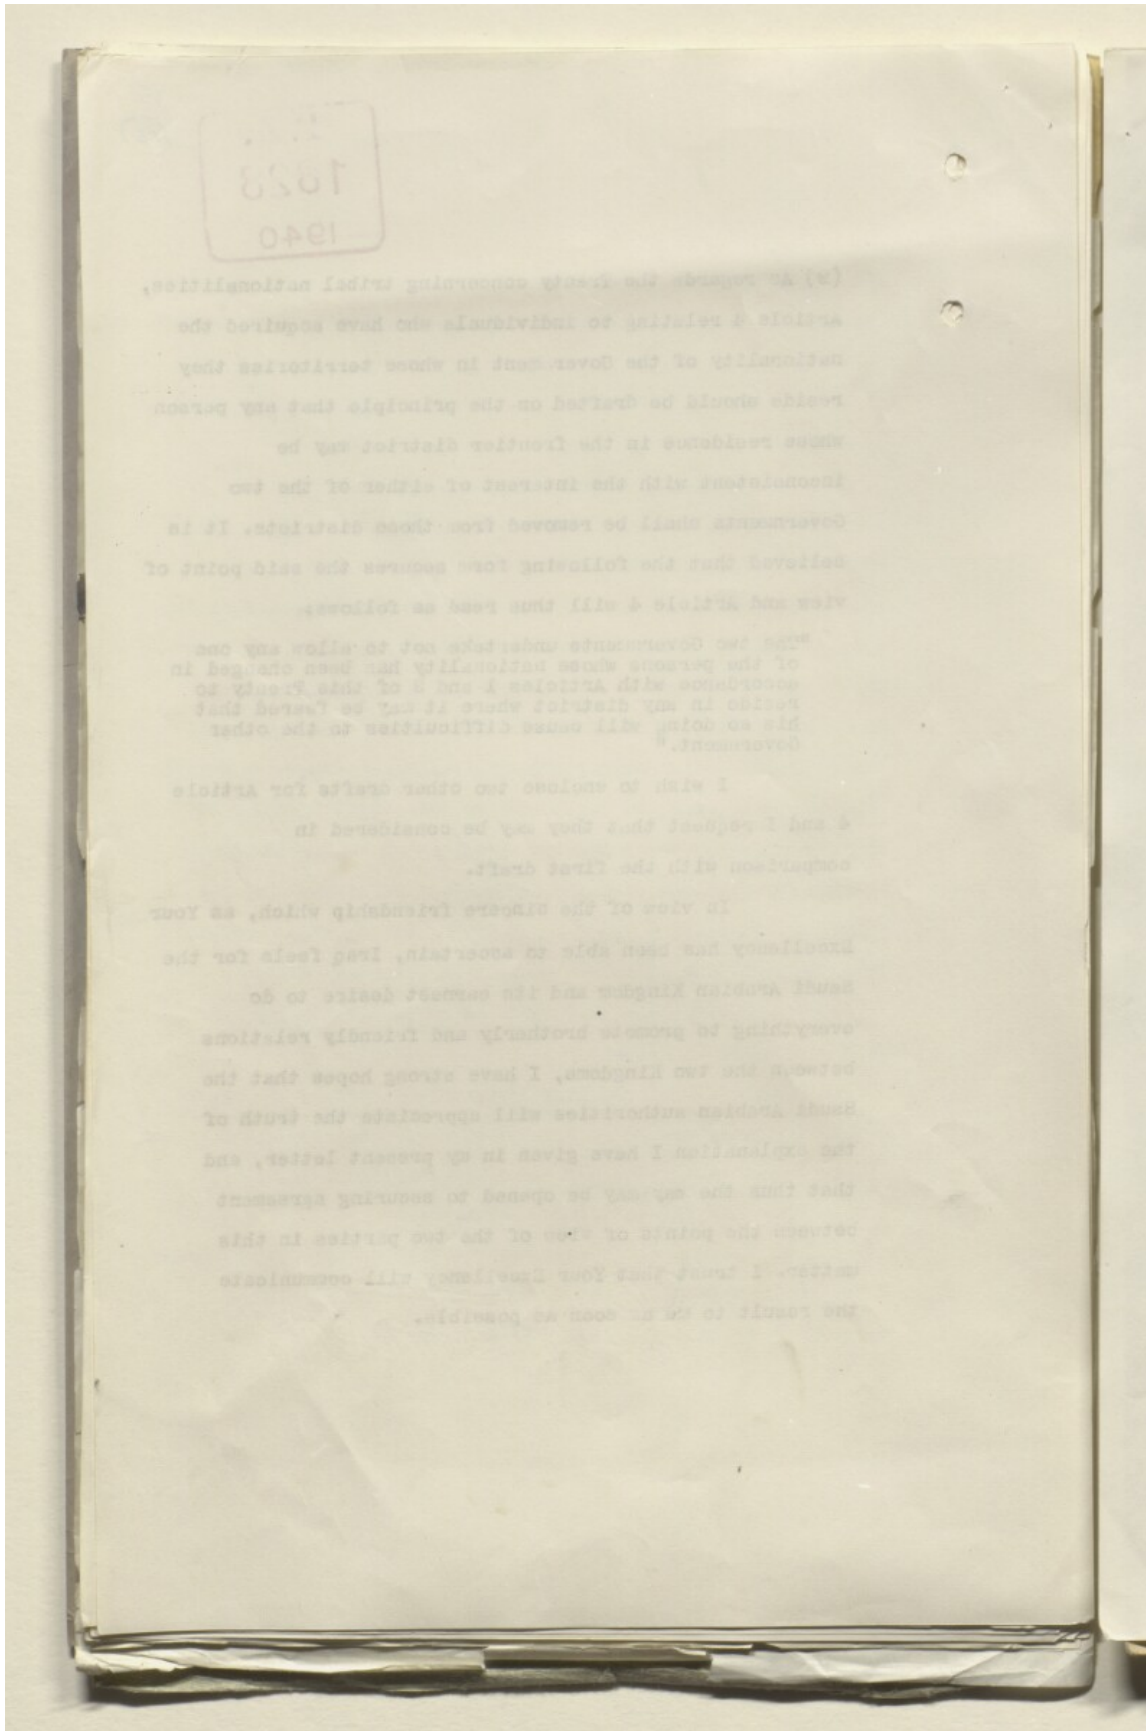 1940
(w) As regards the Treaty concerning tribal nationalities,
Article 4 relating to individuals who have acquired the
nationality of the Government in whose territories they
reside should be drafted on the principle that any person
whose residence in the frontier district may be
inconsistent with the interest of either of the two
Governments shall be removed from those districts. It is
believed that the following form secures the said point of
view and Article 4 will thus read as follows:
"The two Governments undertake not to allow any one
of the persons whose nationality has been changed in
accordance with Articles 1 and of this Treaty to
reside in any district where it may be feared that
his so doing will cause difficulties to the other
Government."
I wish to enclose two other drafts for Article
4 and I request that they may be considered in
comparison with the first draft.
In view of the sincere friendship which, as Your
Excellency has been able to ascertain, Iraq feels for the
Saudi Arabian Kingdom and its earnest desire to do
everything to promote brotherly and friendly relations
between the two Kingdoms, I have strong hopes that the
Saudi Arabian authorities will appreciate the truth of
the explanation I have given in my present letter, and
that thus the way may be opened to securing agreement
between the points of view of the two parties in this
matter. I trust that Your Excellency will communicate
the result to me as soon as possible.